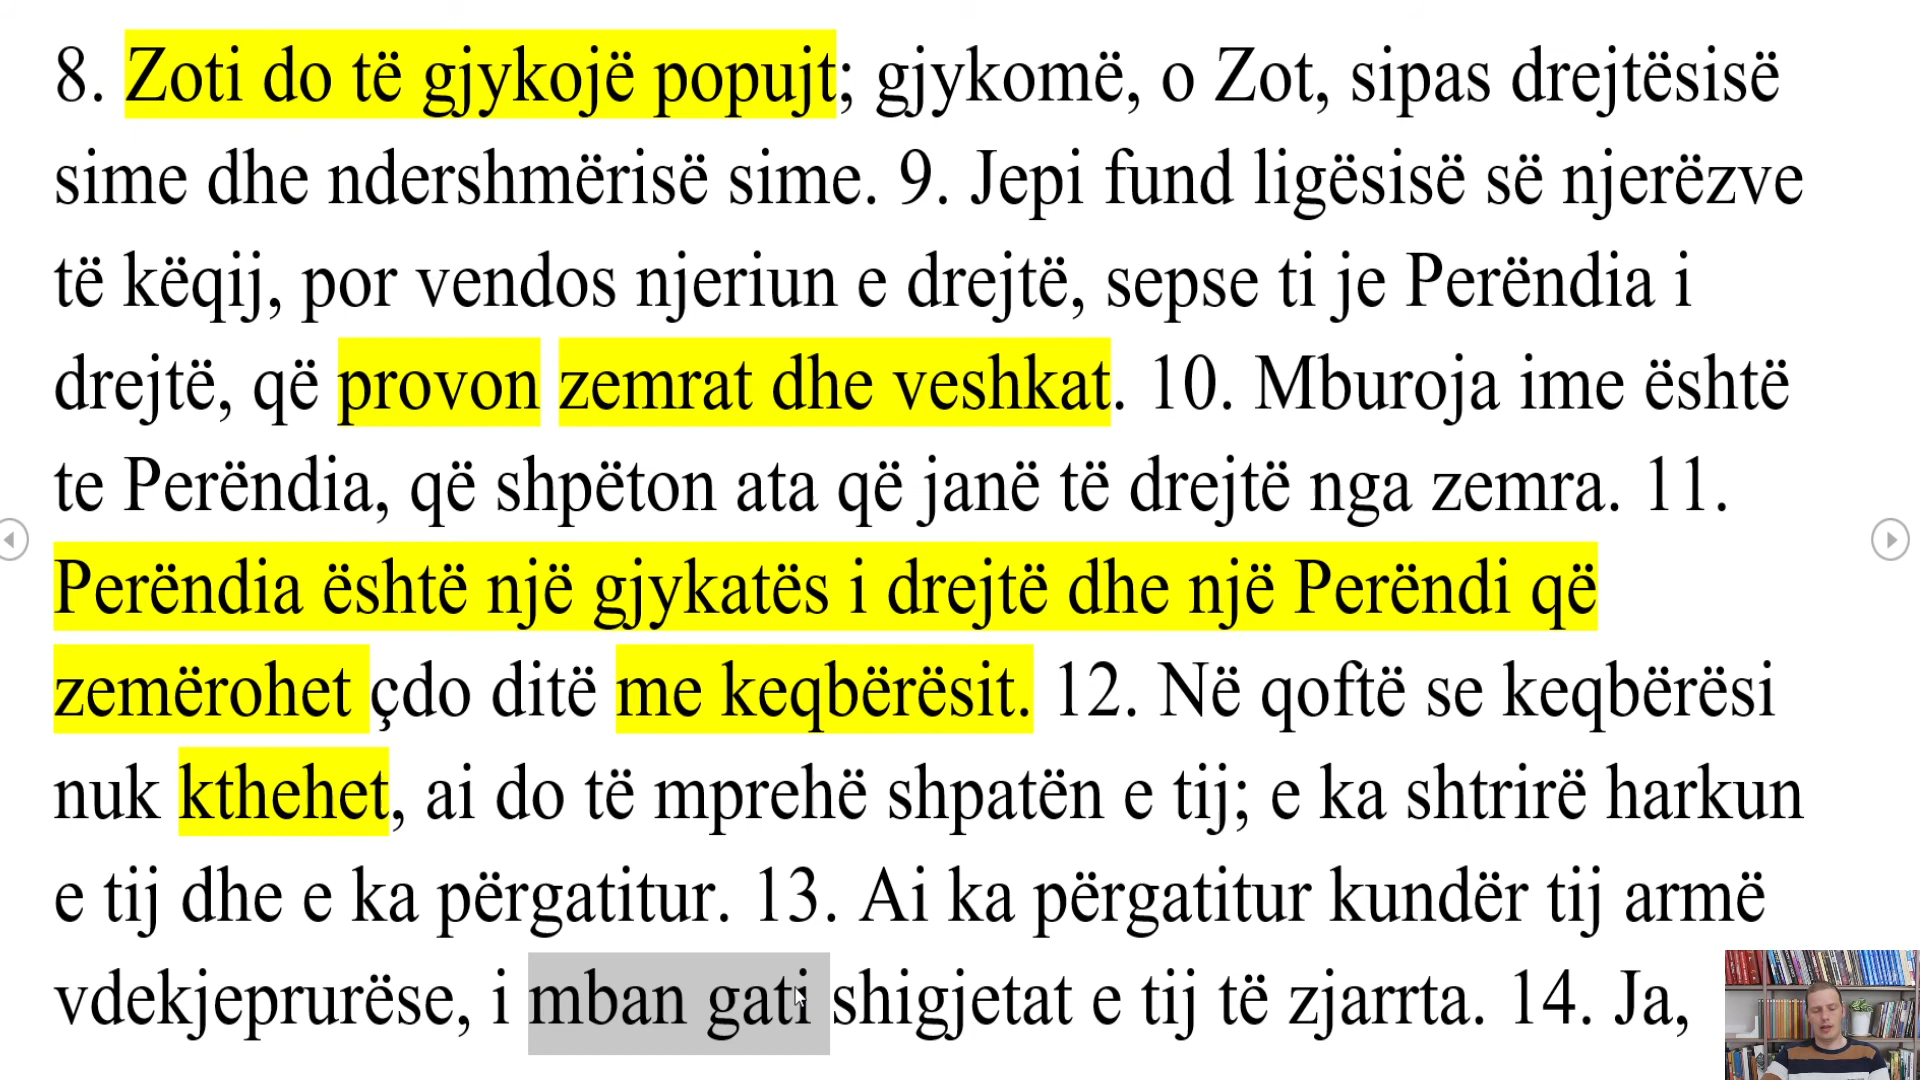 8. Zoti do të gjykojë popujt; gjykomë, o Zot, sipas drejtësisë
sime dhe ndershmërisë sime. 9. Jepi fund ligësisë së njerëzve
të këqij, por vendos njeriun e drejtë, sepse ti je Perëndia i
drejtë, që provon zemrat dhe veshkat. 10. Mburoja ime është
te Perëndia, që shpëton ata që janë të drejtë nga zemra. 11.
Perëndia është një gjykatës i drejtë dhe një Perëndi që
zemërohet çdo ditë me keqbërësit. 12. Në qoftë se keqbërësi
nuk kthehet, ai do të mprehë shpatën e tij; e ka shtrirë harkun
e tij dhe e ka përgatitur. 13. Ai ka përgatitur kundër tij armë
vdekjeprurëse, i mban gati shigjetat e tij të zjarrta. 14. Ja,